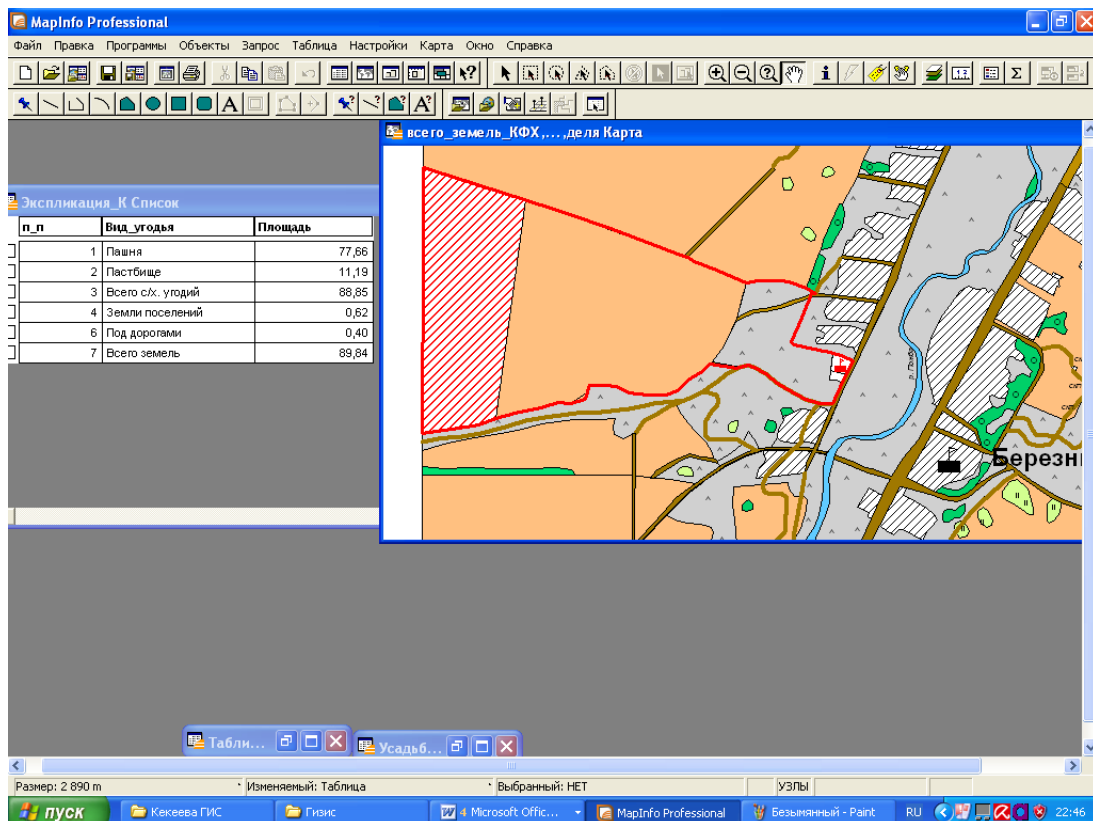 MapInfo Professional
Файл Правка Программы Объекты Запрос Таблица Настройки Карта Окно Справка
всего_земель_КФХ,...,деля Карта
Экспликация_К Список
п_п Вид_угодья Площадь
1 Пашня 77,66
2 Пастбище 11,19
3 Всего с/х. угодий 88,85
4 Земли поселений 0,62
6 Под дорогами 0,40
7 Всего земель 89,84
Березн
Табли...
Усадьб...
Размер: 2 890 m Изменяемый: Таблица Выбранный: НЕТ УЗЛЫ
пуск Кекеева ГИС Гизис 4 Microsoft Offic... MapInfo Professional Безымянный - Paint RU 22:46